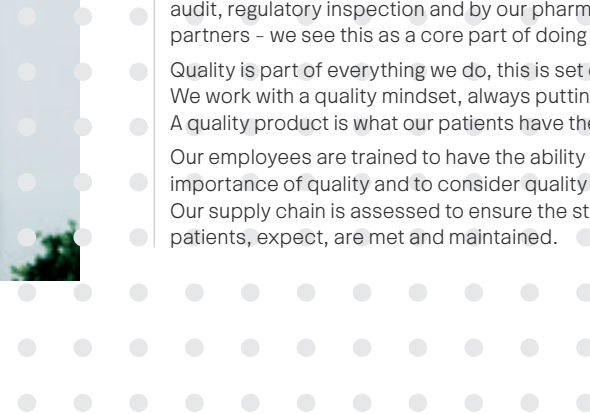 audit, regulatory inspection and by our pharm
partners – we see this as a core part of doing
Quality is part of everything we do, this is set
We work with a quality mindset, always puttin
A quality product is what our patients have the
Our employees are trained to have the ability
importance of quality and to consider quality
Our supply chain is assessed to ensure the st
patients, expect, are met and maintained.